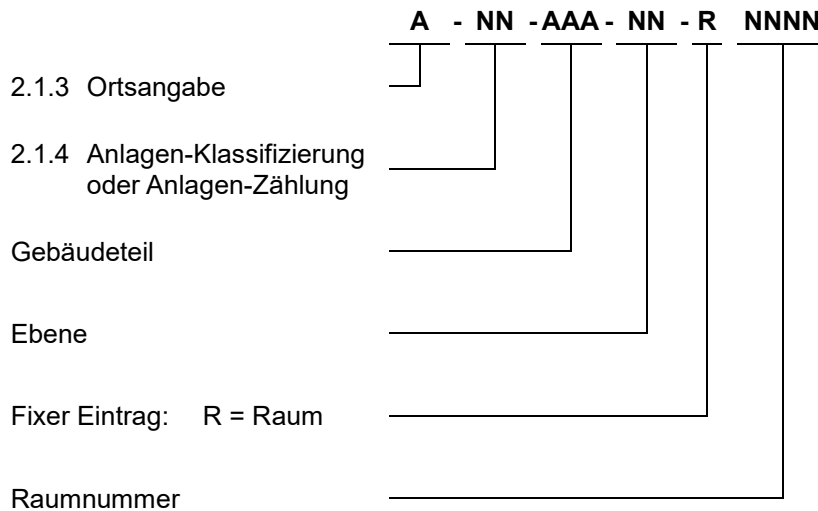 A - NN - AAA - NN - R NNNN
2.1.3 Ortsangabe
2.1.4 Anlagen-Klassifizierung
oder Anlagen-Zählung
Gebäudeteil
Ebene
Fixer Eintrag: R = Raum
Raumnummer